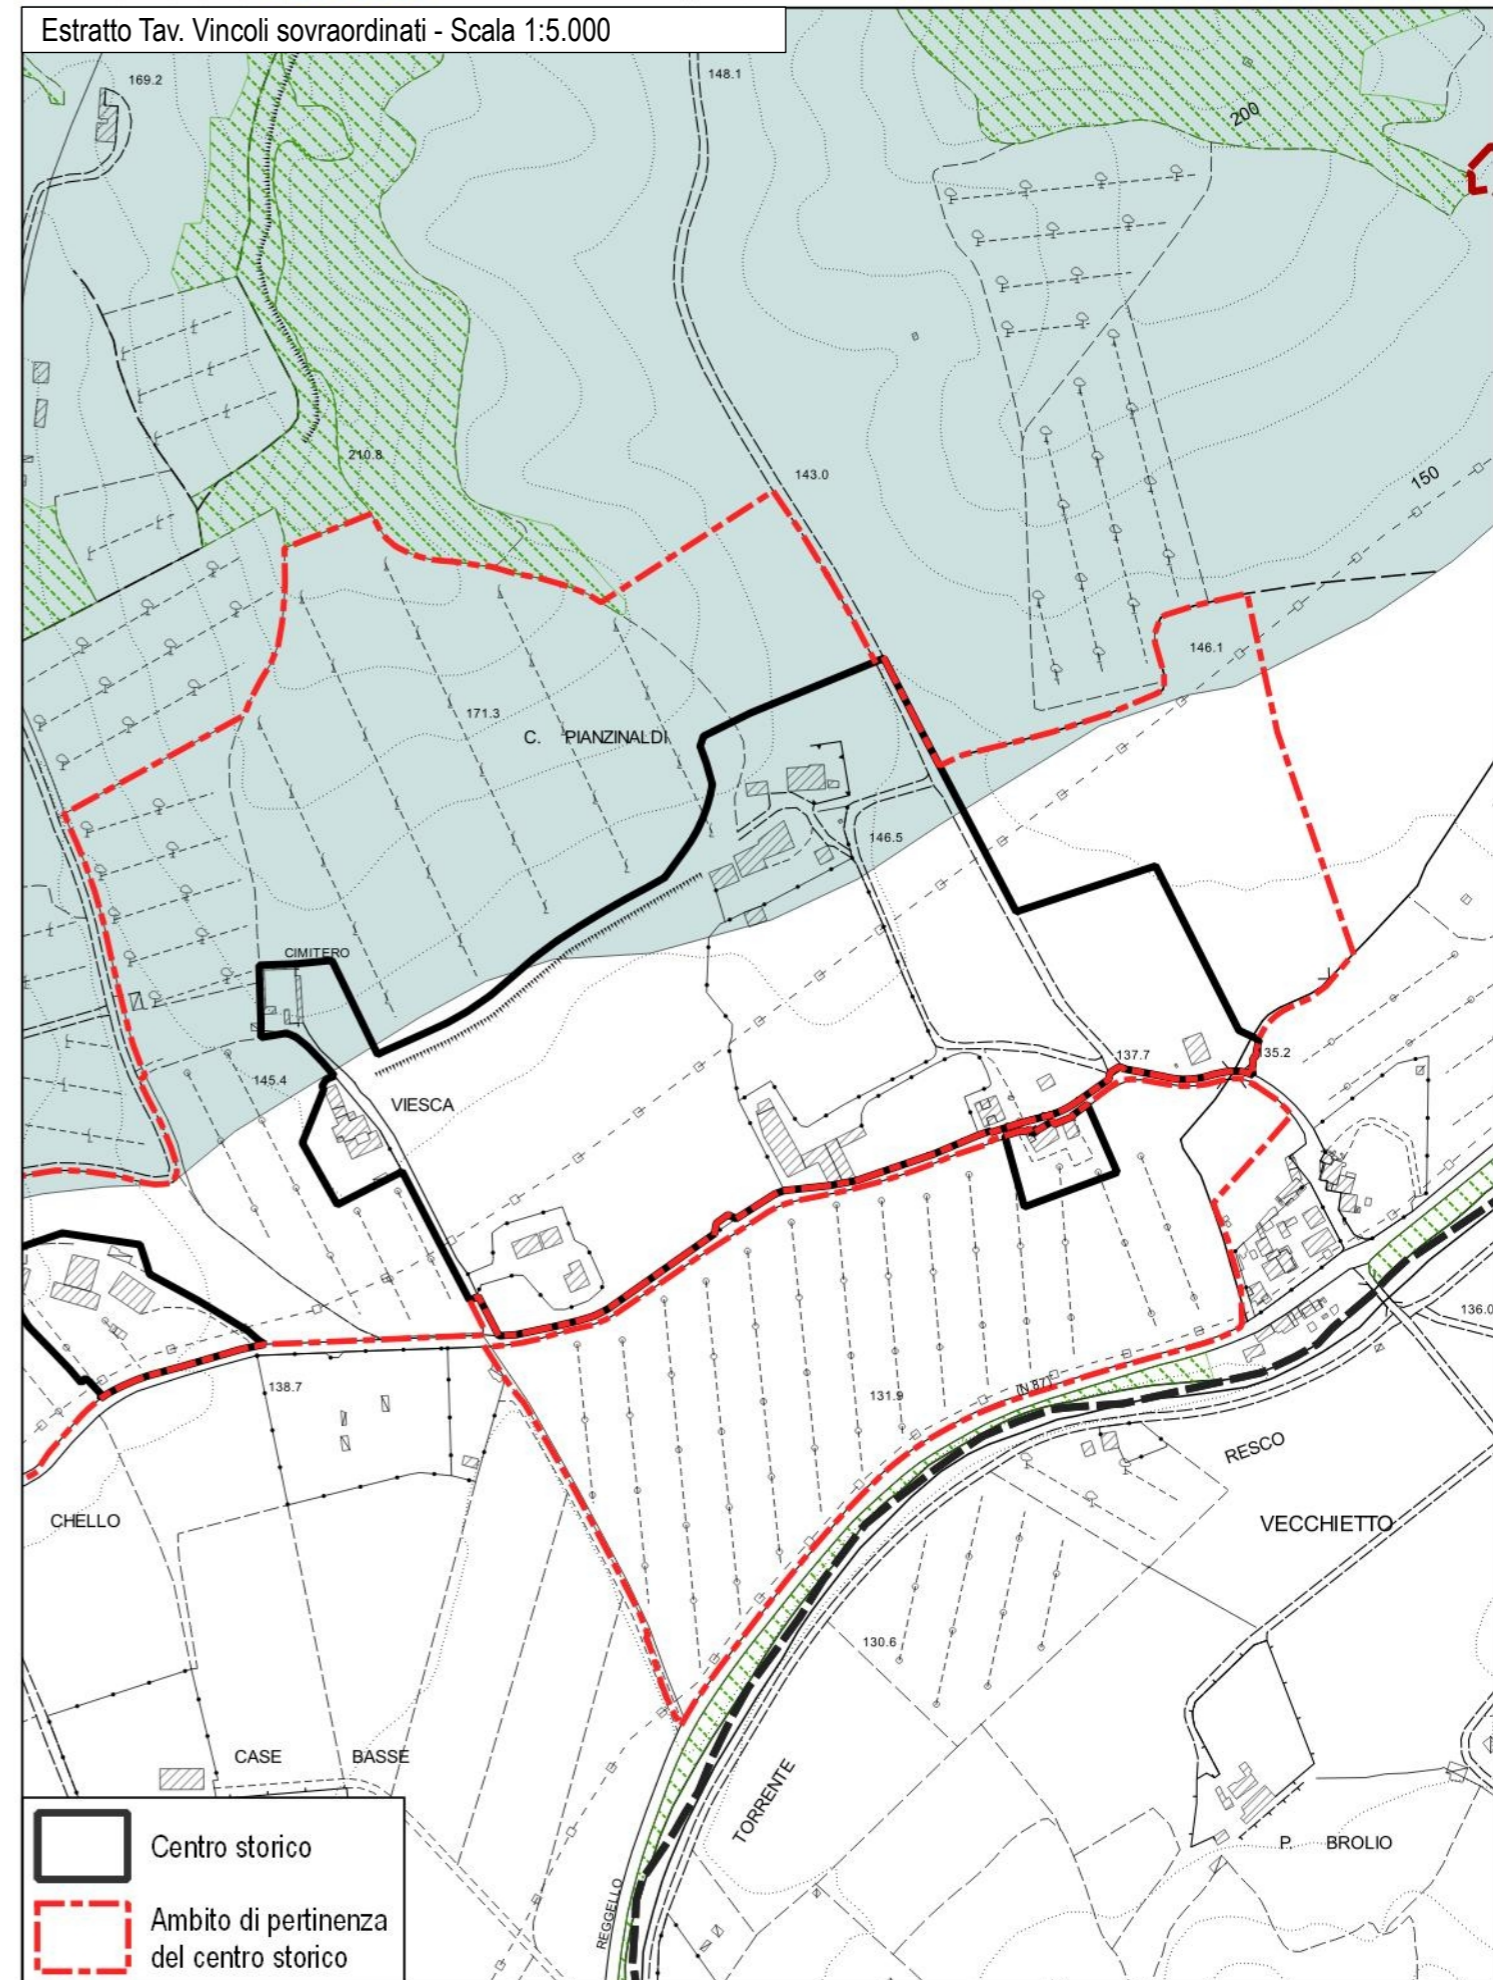 Estratto Tav. Vincoli sovraordinati - Scala 1:5.000
169.2
148.1
200
210.8
143.0
150
146.1
171.3
C. PIANZINALDI
146.5
CIMITERO
145.4
VIESCA
137.7
135.2
136.0
138.7
131.9
(N 87)
RESCO
CHELLO
VECCHIETTO
130.6
CASE BASSE
TORRENTE
P. BROLIO
REGGELLO
Centro storico
Ambito di pertinenza
del centro storico